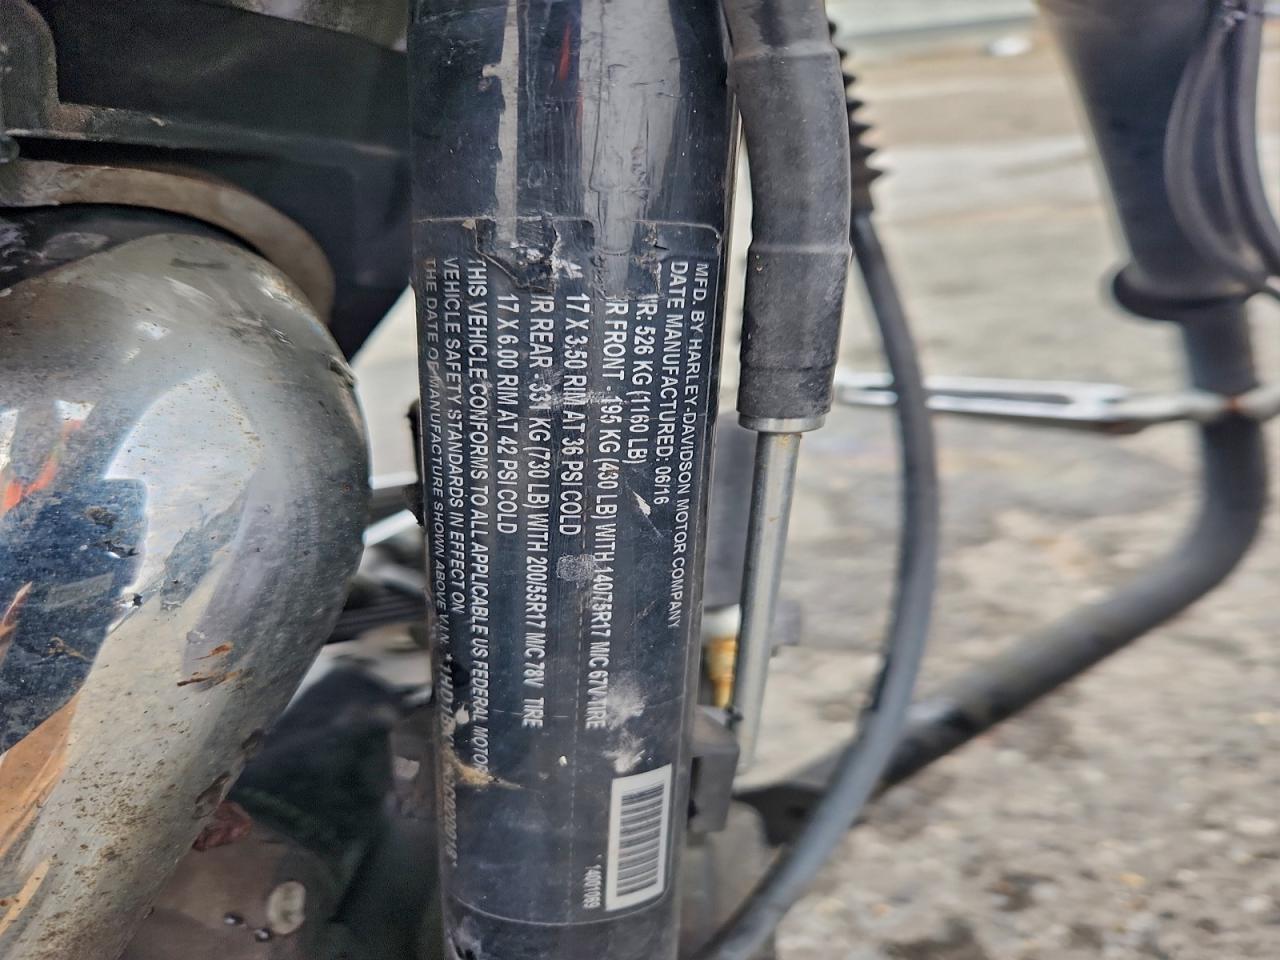 MFD. BY HARLEY-DAVIDSON MOTOR COMPANY
DATE MANUFACTURED: 06/16
R: 526 KG (1160 LB)
R FRONT - 195 KG (430 LB) WITH 140/75R17 M/C 67V TIRE
17 X 3.50 RIM AT 36 PSI COLD
R REAR - 331 KG (730 LB) WITH 200/55R17 M/C 78V TIRE
17 X 6.00 RIM AT 42 PSI COLD
THIS VEHICLE CONFORMS TO ALL APPLICABLE US FEDERAL MOTOR
VEHICLE SAFETY STANDARDS IN EFFECT ON
THE DATE OF MANUFACTURE SHOWN ABOVE V.I.N.
14001069